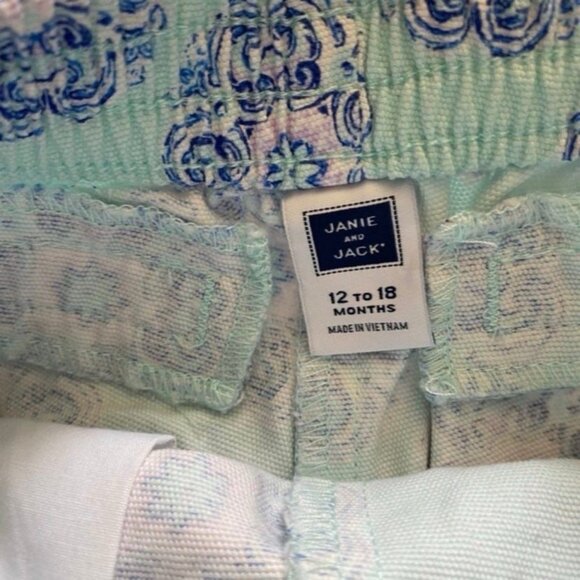 JANIE
AND
JACK®
12 TO 18
MONTHS
MADE IN VIETNAM